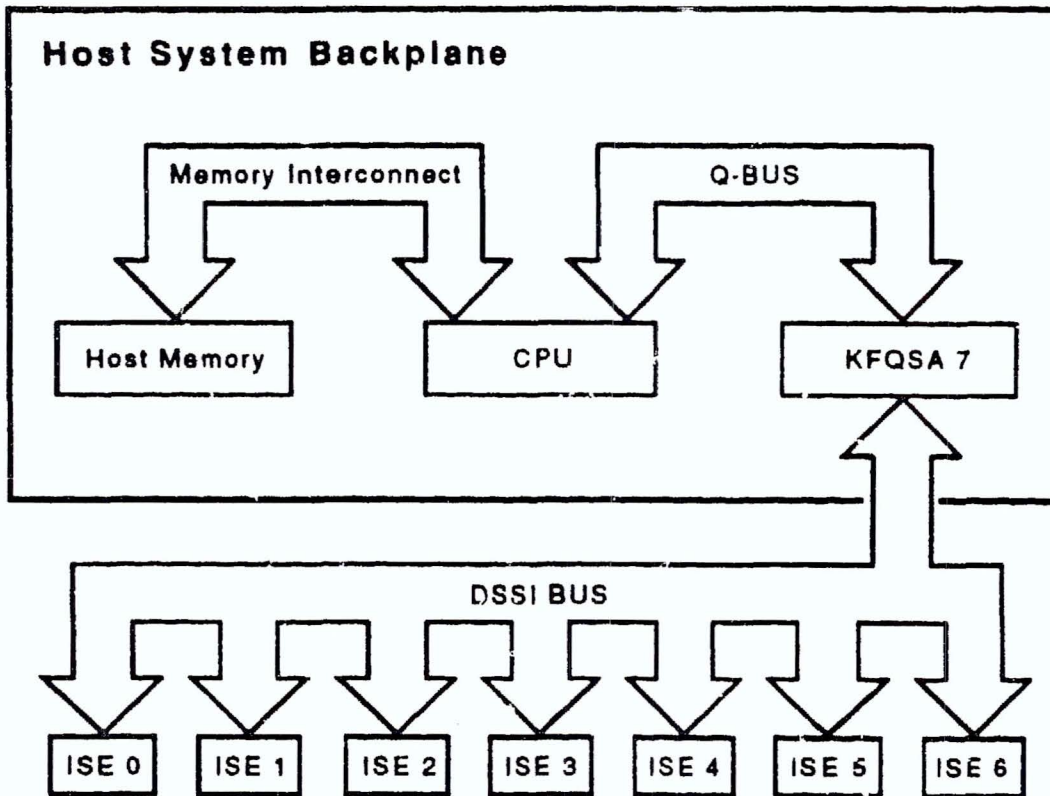 Host System Backplane
Memory Interconnect
Q-BUS
Host Memory
CPU
KFQSA 7
DSSI BUS
ISE 0
ISE 1
ISE 2
ISE 3
ISE 4
ISE 5
ISE 6